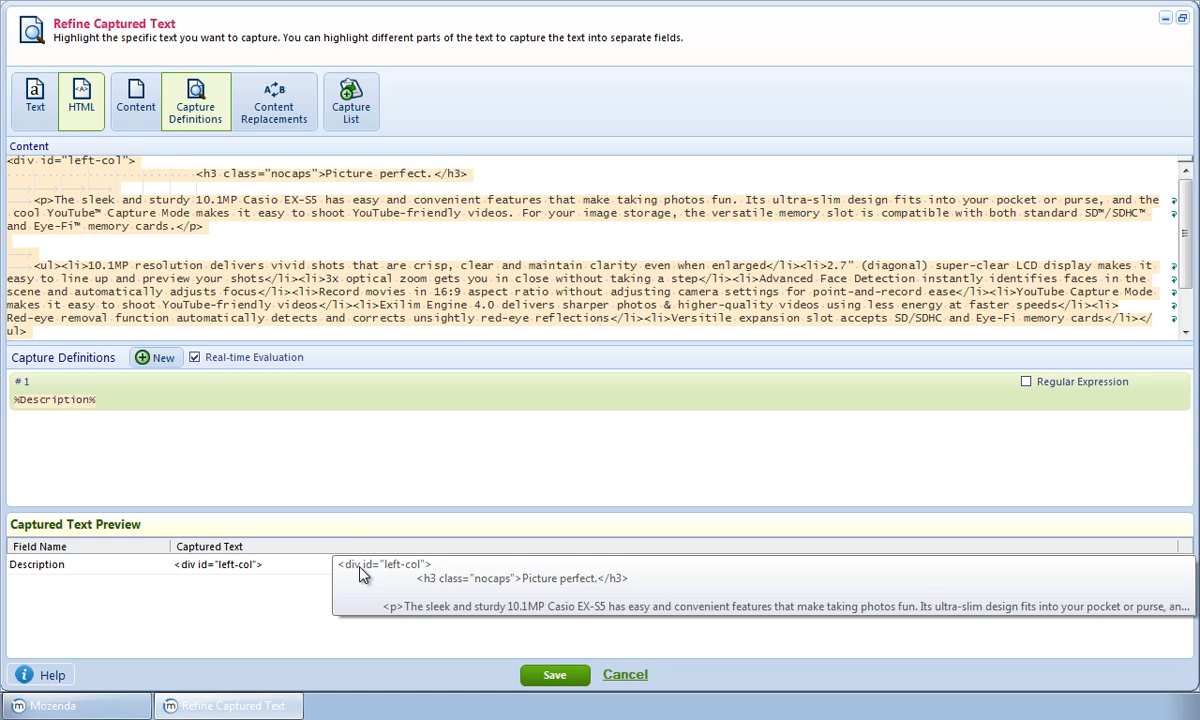 Refine Captured Text
Highlight the specific text you want to capture. You can highlight different parts of the text to capture the text into separate fields.
Text
HTML
Content
Capture Definitions
Content Replacements
Capture List
Content
<div id="left-col">
<h3 class="nocaps">Picture perfect.</h3>
<p>The sleek and sturdy 10.1MP Casio EX-S5 has easy and convenient features that make taking photos fun. Its ultra-slim design fits into your pocket or purse, and the
cool YouTube™ Capture Mode makes it easy to shoot YouTube-friendly videos. For your image storage, the versatile memory slot is compatible with both standard SD™/SDHC™
and Eye-Fi™ memory cards.</p>
<ul><li>10.1MP resolution delivers vivid shots that are crisp, clear and maintain clarity even when enlarged</li><li>2.7" (diagonal) super-clear LCD display makes it
easy to line up and preview your shots</li><li>3x optical zoom gets you in close without taking a step</li><li>Advanced Face Detection instantly identifies faces in the
scene and automatically adjusts focus</li><li>Record movies in 16:9 aspect ratio without adjusting camera settings for point-and-record ease</li><li>YouTube Capture Mode
makes it easy to shoot YouTube-friendly videos</li><li>Exilim Engine 4.0 delivers sharper photos & higher-quality videos using less energy at faster speeds</li><li>
Red-eye removal function automatically detects and corrects unsightly red-eye reflections</li><li>Versitile expansion slot accepts SD/SDHC and Eye-Fi memory cards</li></
ul>
Capture Definitions New Real-time Evaluation
# 1 Regular Expression
%Description%
Captured Text Preview
Field Name Captured Text
Description <div id="left-col">
<div id="left-col">
<h3 class="nocaps">Picture perfect.</h3>
<p>The sleek and sturdy 10.1MP Casio EX-S5 has easy and convenient features that make taking photos fun. Its ultra-slim design fits into your pocket or purse, an...
Help Save Cancel
Mozenda Refine Captured Text